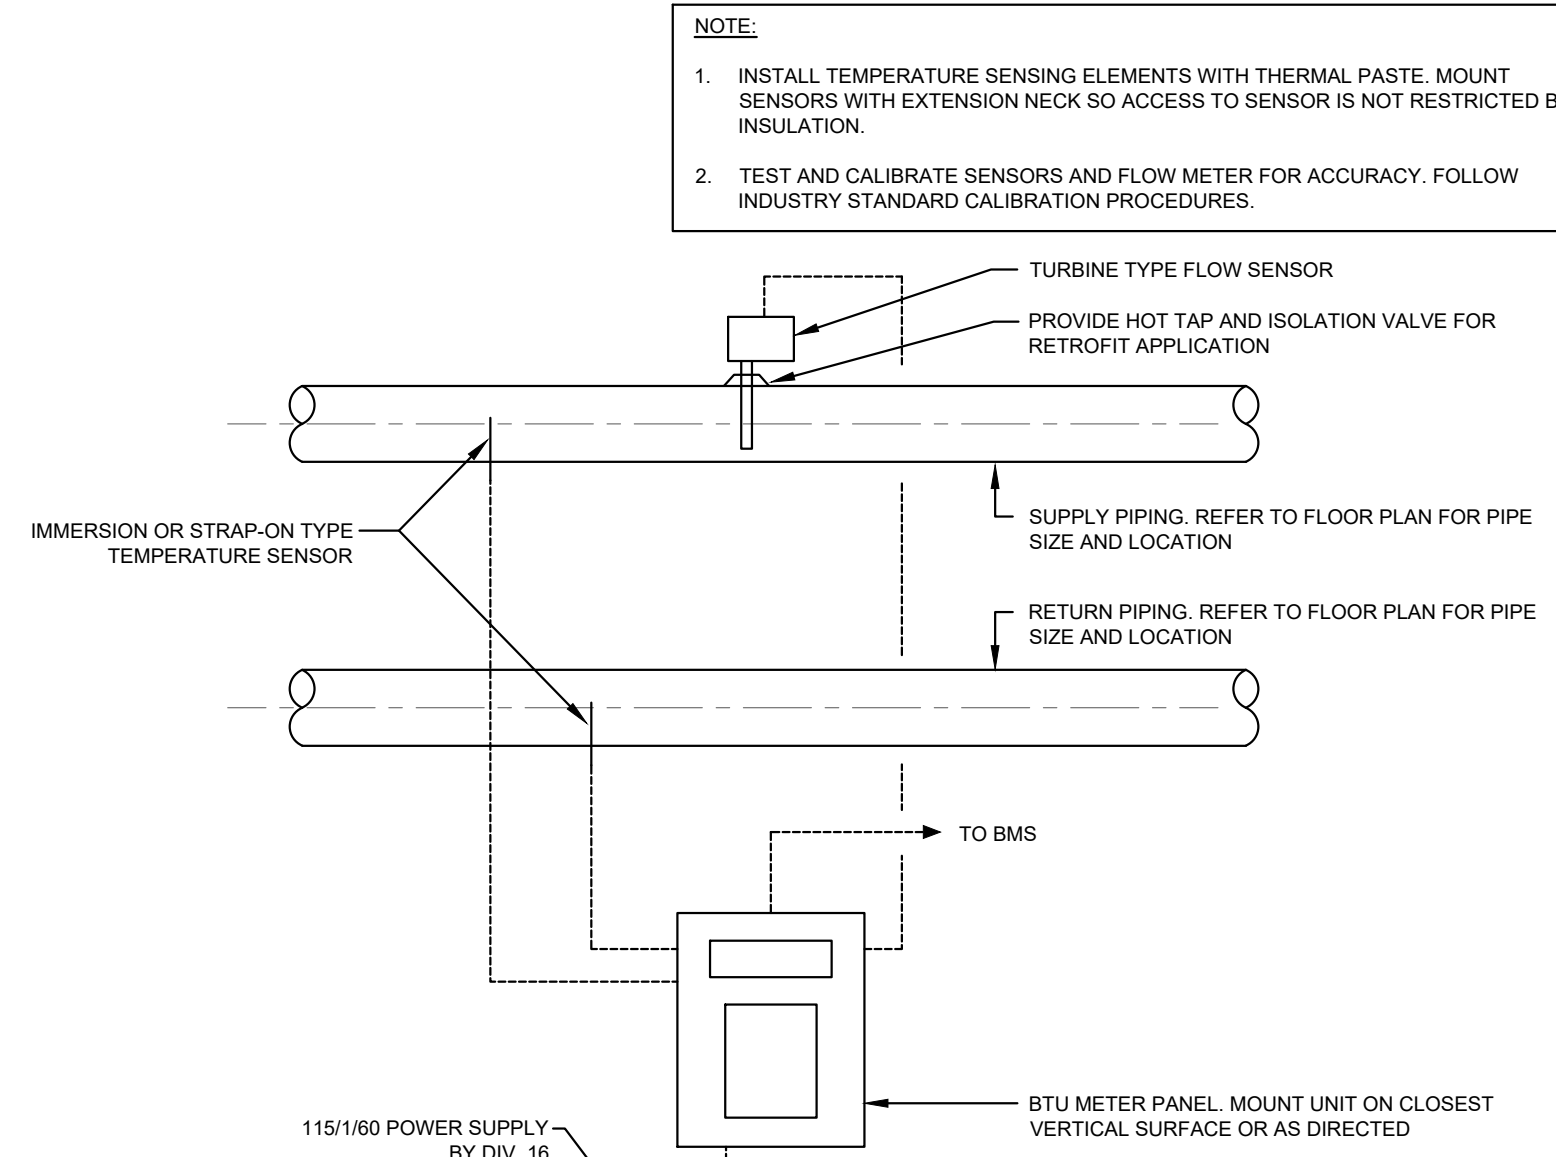 NOTE:
1. INSTALL TEMPERATURE SENSING ELEMENTS WITH THERMAL PASTE. MOUNT
SENSORS WITH EXTENSION NECK SO ACCESS TO SENSOR IS NOT RESTRICTED
INSULATION.
2. TEST AND CALIBRATE SENSORS AND FLOW METER FOR ACCURACY. FOLLOW
INDUSTRY STANDARD CALIBRATION PROCEDURES.
TURBINE TYPE FLOW SENSOR
PROVIDE HOT TAP AND ISOLATION VALVE FOR
RETROFIT APPLICATION
IMMERSION OR STRAP-ON TYPE
TEMPERATURE SENSOR
SUPPLY PIPING. REFER TO FLOOR PLAN FOR PIPE
SIZE AND LOCATION
RETURN PIPING. REFER TO FLOOR PLAN FOR PIPE
SIZE AND LOCATION
TO BMS
BTU METER PANEL. MOUNT UNIT ON CLOSEST
VERTICAL SURFACE OR AS DIRECTED
115/1/60 POWER SUPPLY
BY DIV. 16